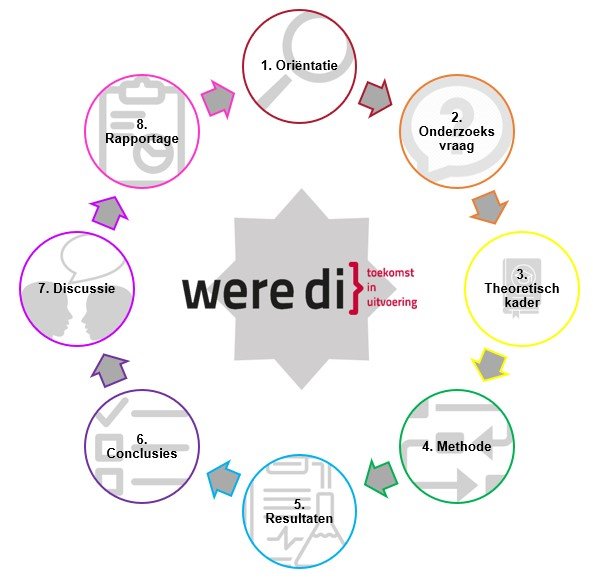 1. Oriëntatie
2.
Onderzoeks
vraag
3.
Theoretisch
kader
4. Methode
5.
Resultaten
6.
Conclusies
7. Discussie
8.
Rapportage
were di} toekomst
in
uitvoering